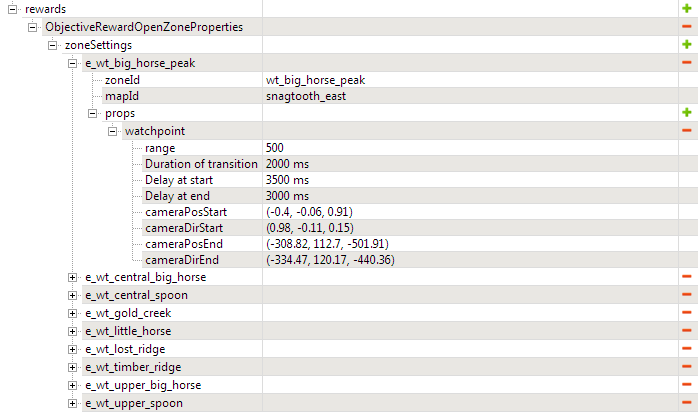 rewards
ObjectiveRewardOpenZoneProperties
zoneSettings
e_wt_big_horse_peak
zoneId wt_big_horse_peak
mapId snagtooth_east
props
watchpoint
range 500
Duration of transition 2000 ms
Delay at start 3500 ms
Delay at end 3000 ms
cameraPosStart (-0.4, -0.06, 0.91)
cameraDirStart (0.98, -0.11, 0.15)
cameraPosEnd (-308.82, 112.7, -501.91)
cameraDirEnd (-334.47, 120.17, -440.36)
e_wt_central_big_horse
e_wt_central_spoon
e_wt_gold_creek
e_wt_little_horse
e_wt_lost_ridge
e_wt_timber_ridge
e_wt_upper_big_horse
e_wt_upper_spoon